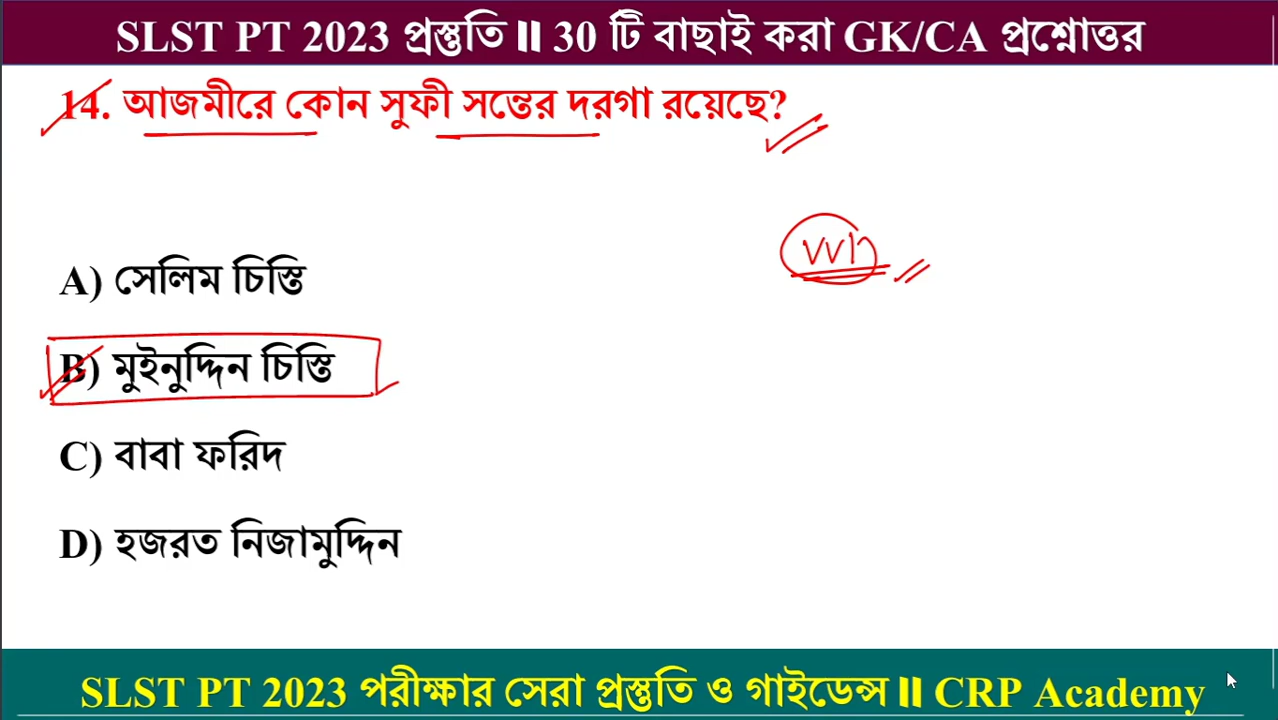 SLST PT 2023 প্রস্তুতি II 30 টি বাছাই করা GK/CA প্রশ্নোত্তর
14. আজমীরে কোন সুফী সন্তের দরগা রয়েছে?
VVI
A) সেলিম চিস্তি
B) মুইনুদ্দিন চিস্তি
C) বাবা ফরিদ
D) হজরত নিজামুদ্দিন
SLST PT 2023 পরীক্ষার সেরা প্রস্তুতি ও গাইডেন্স II CRP Academy